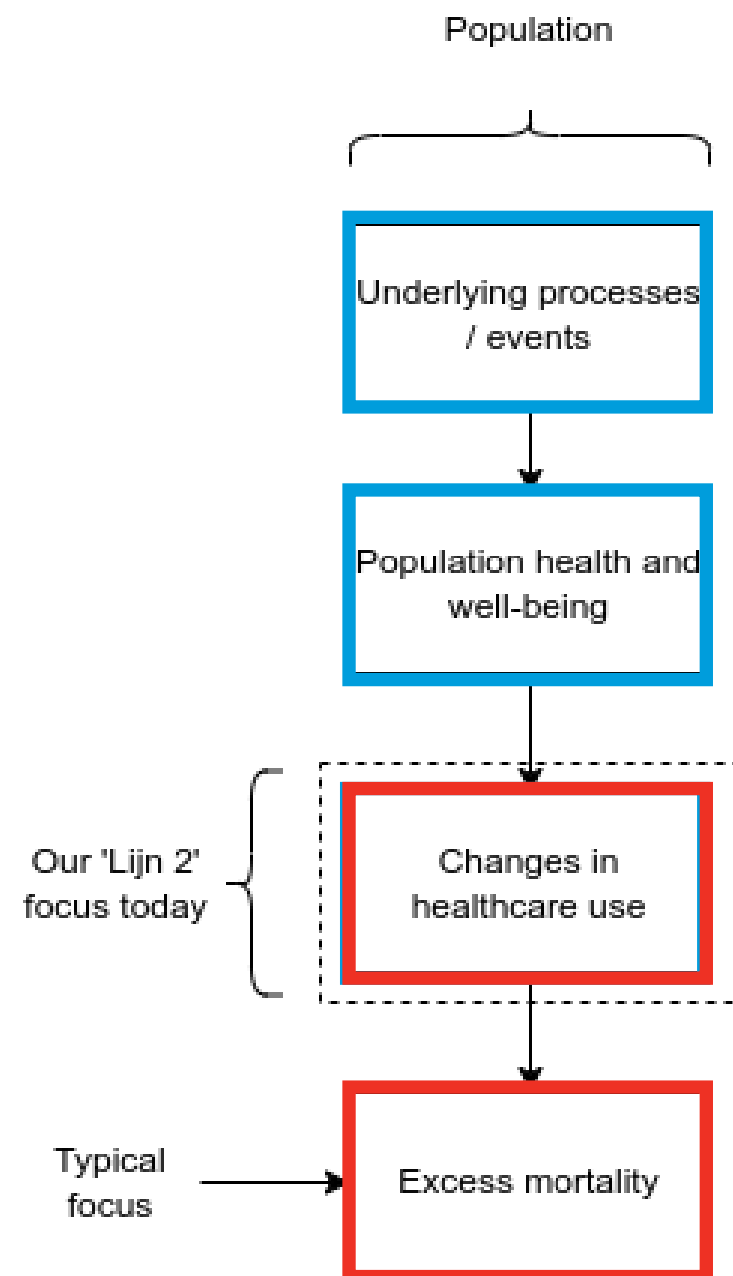 Population
Underlying processes
/ events
Population health and
well-being
Our 'Lijn 2'
focus today
Changes in
healthcare use
Typical
focus
Excess mortality